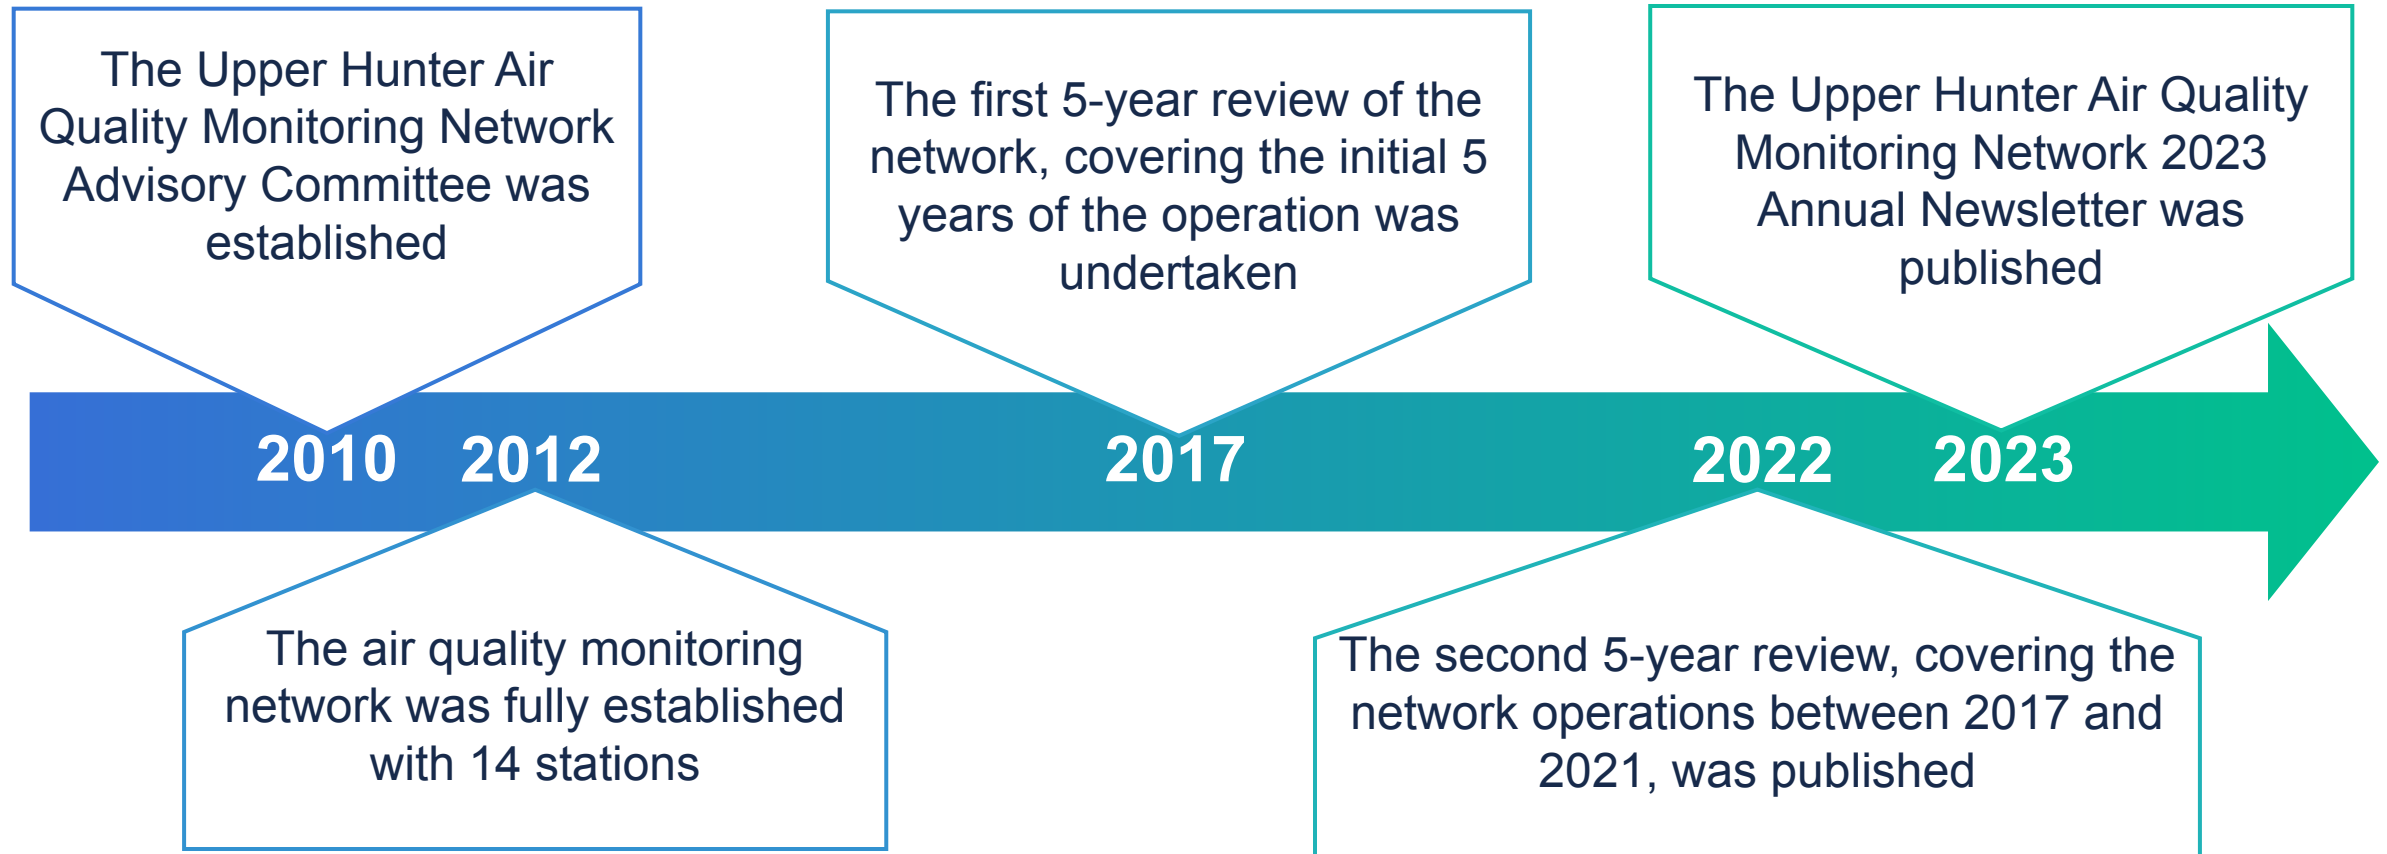 The Upper Hunter Air
Quality Monitoring Network
Advisory Committee was
established
The first 5-year review of the
network, covering the initial 5
years of the operation was
undertaken
The Upper Hunter Air Quality
Monitoring Network 2023
Annual Newsletter was
published
2010 2012 2017 2022 2023
The air quality monitoring
network was fully established
with 14 stations
The second 5-year review, covering the
network operations between 2017 and
2021, was published